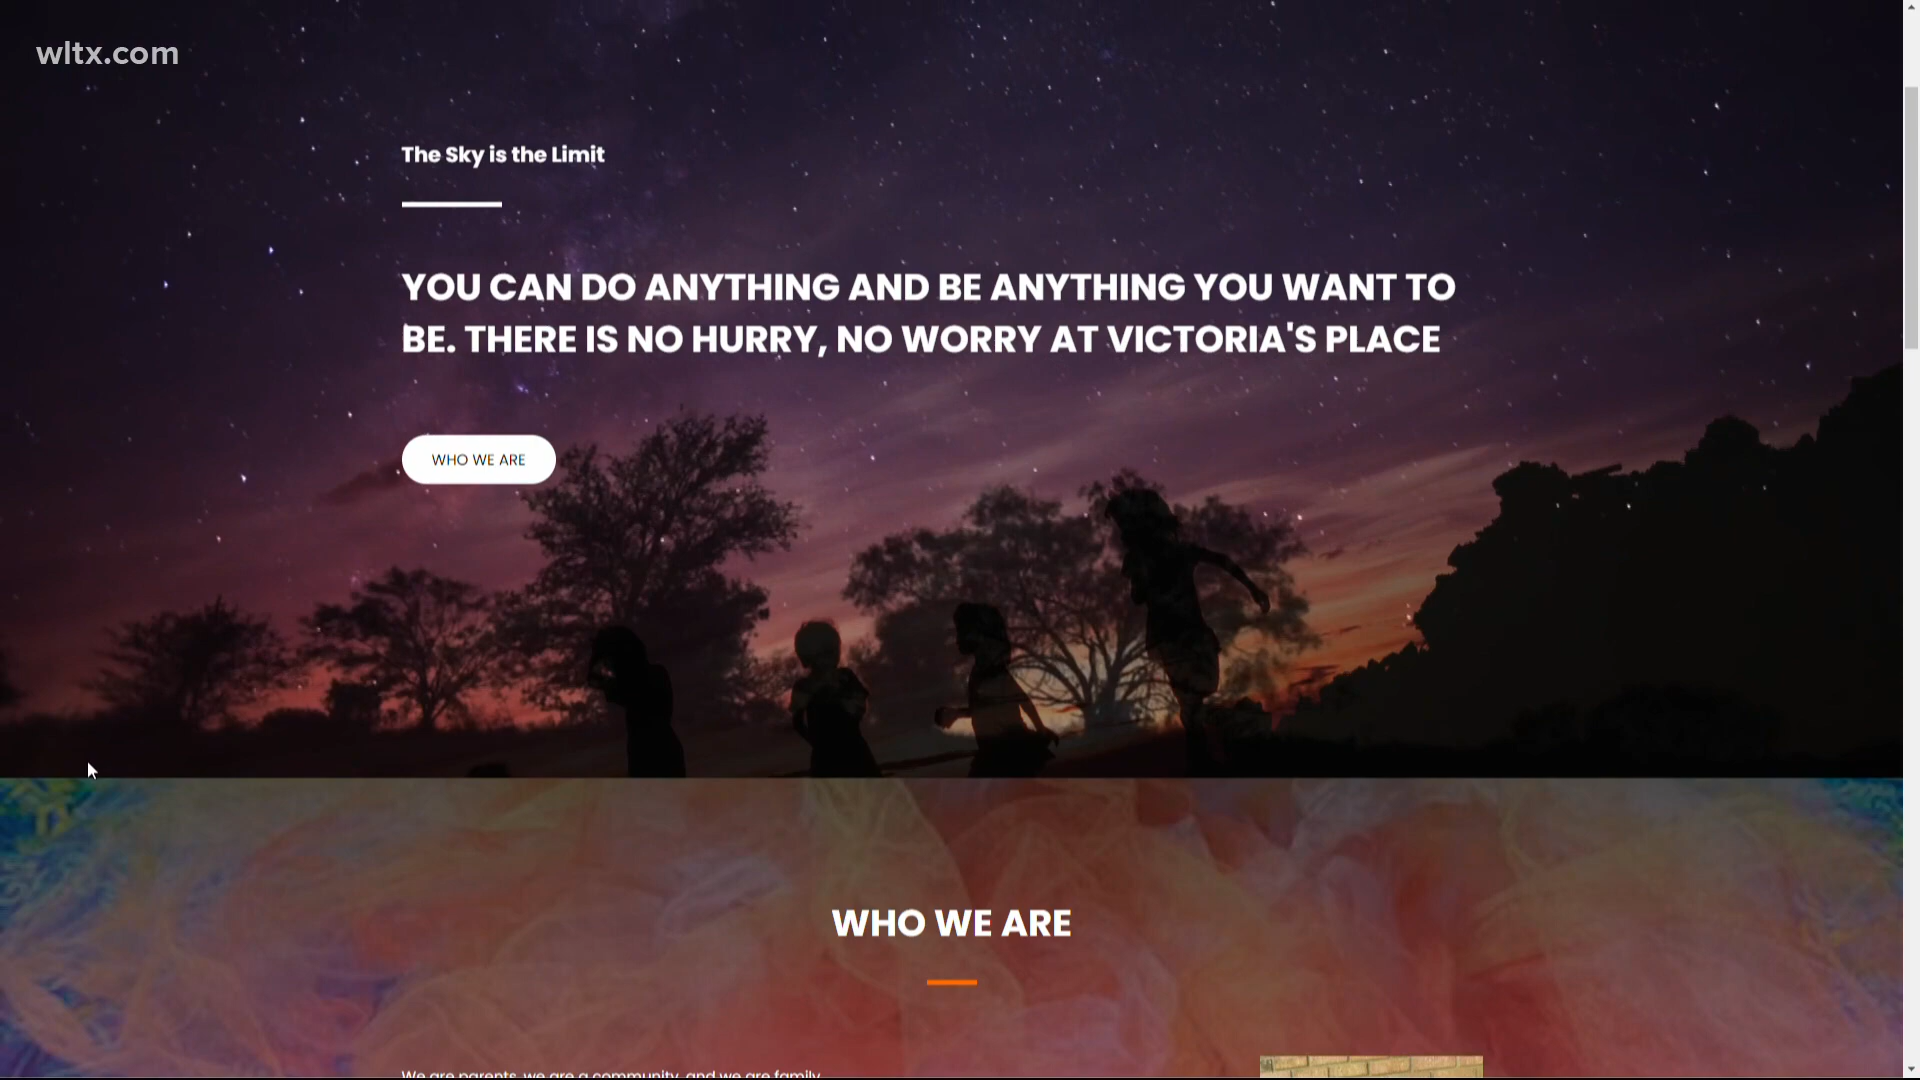 wltx.com
The Sky is the Limit
YOU CAN DO ANYTHING AND BE ANYTHING YOU WANT TO
BE. THERE IS NO HURRY, NO WORRY AT VICTORIA'S PLACE
WHO WE ARE
WHO WE ARE
We are parents, we are a community, and we are family